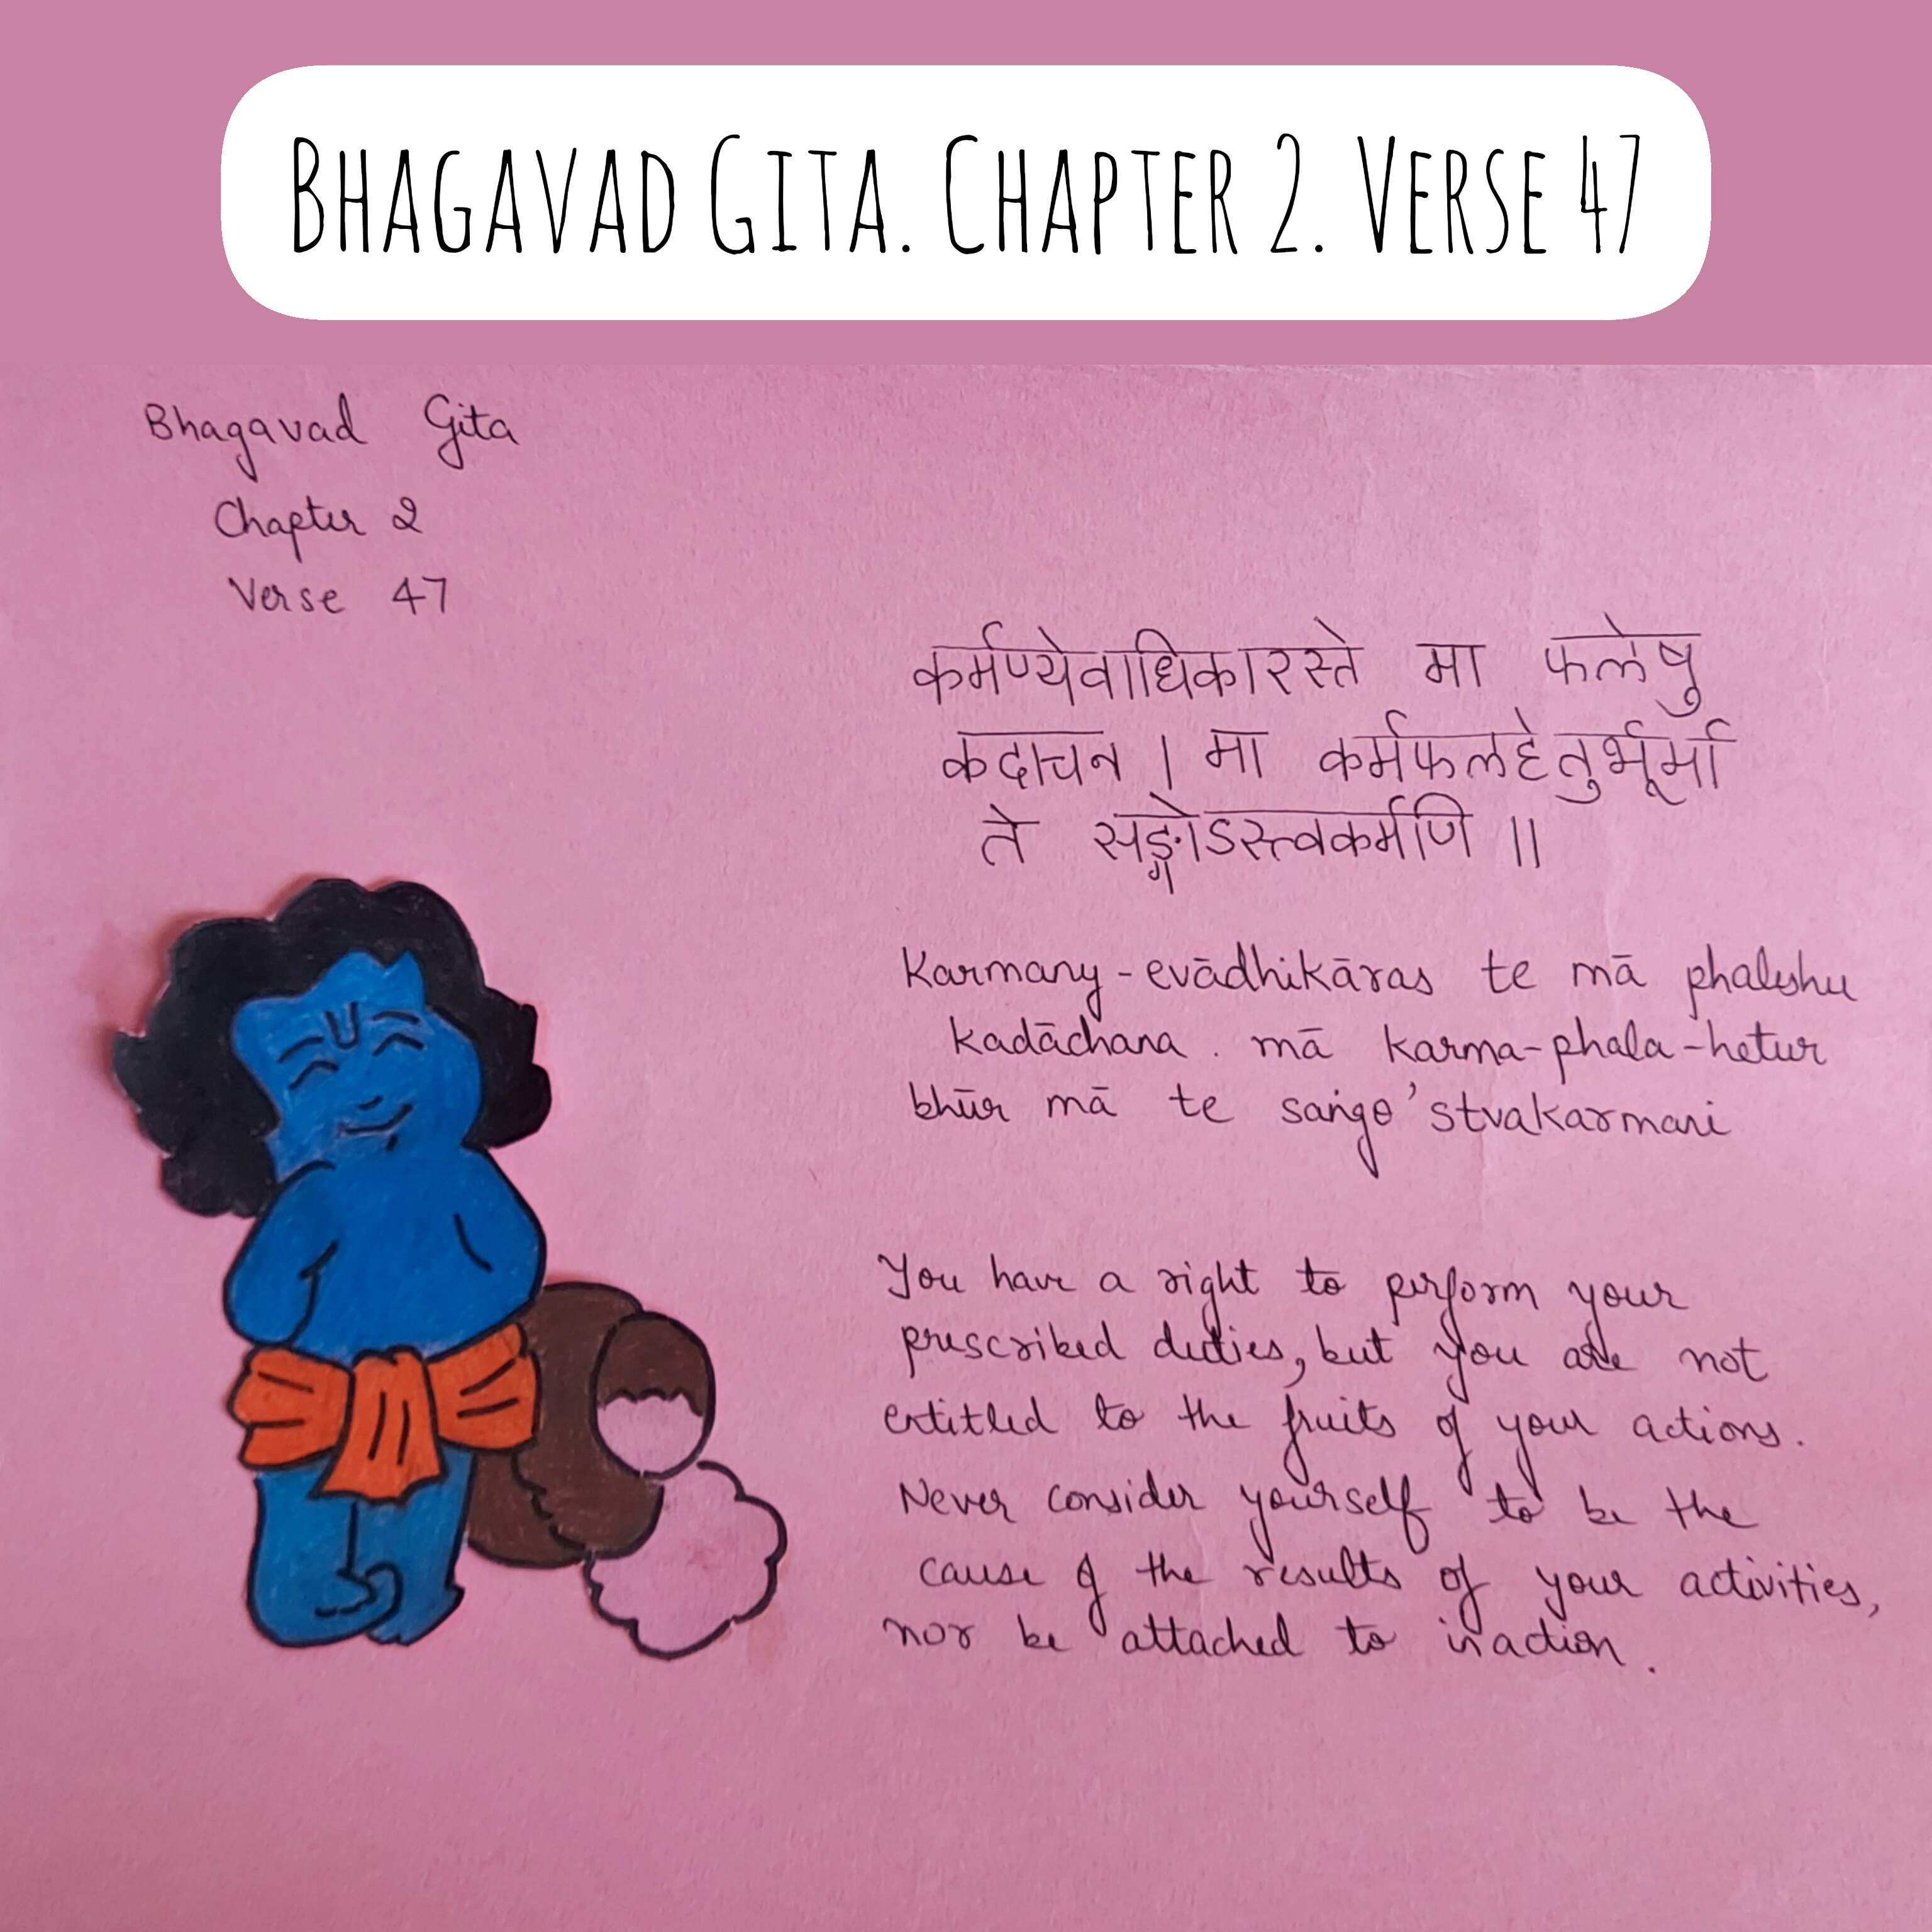 BHAGAVAD GITA. CHAPTER 2. VERSE 47
Bhagavad Gita
Chapter 2
Verse 47
कर्मण्येवाधिकारस्ते मा फलेषु
कदाचन । मा कर्मफलहेतुर्भूर्मा
ते सङ्गोऽस्त्वकर्मणि ॥
Karmany-evādhikāras te mā phaleshu
kadāchana. mā karma-phala-hetur
bhūr mā te saṅgo'stvakarmani
You have a right to perform your
prescribed duties, but you are not
entitled to the fruits of your actions.
Never consider yourself to be the
cause of the results of your activities,
nor be attached to inaction.